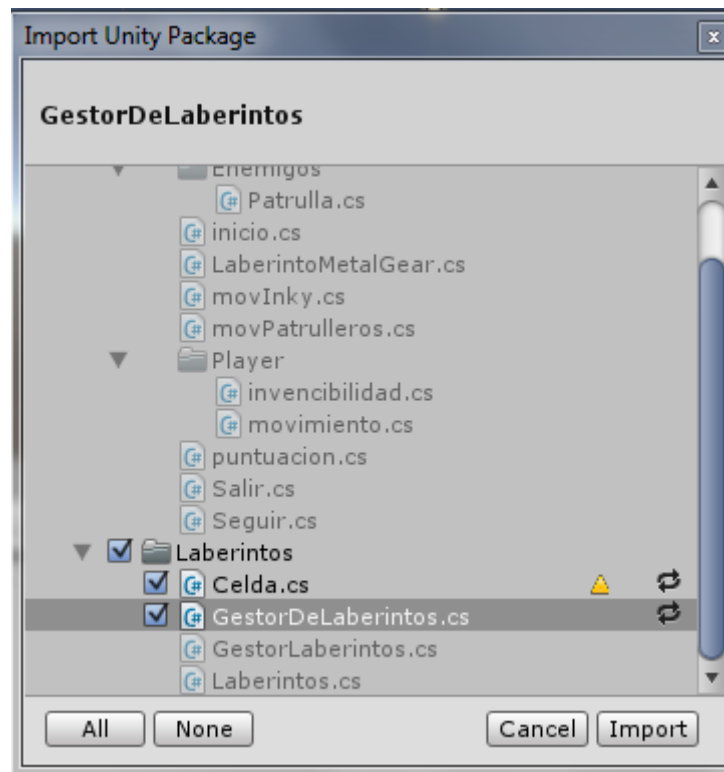 Import Unity Package
GestorDeLaberintos
Enemigos
Patrulla.cs
inicio.cs
LaberintoMetalGear.cs
movInky.cs
movPatrulleros.cs
Player
invencibilidad.cs
movimiento.cs
puntuacion.cs
Salir.cs
Seguir.cs
Laberintos
Celda.cs
GestorDeLaberintos.cs
GestorLaberintos.cs
Laberintos.cs
All None Cancel Import